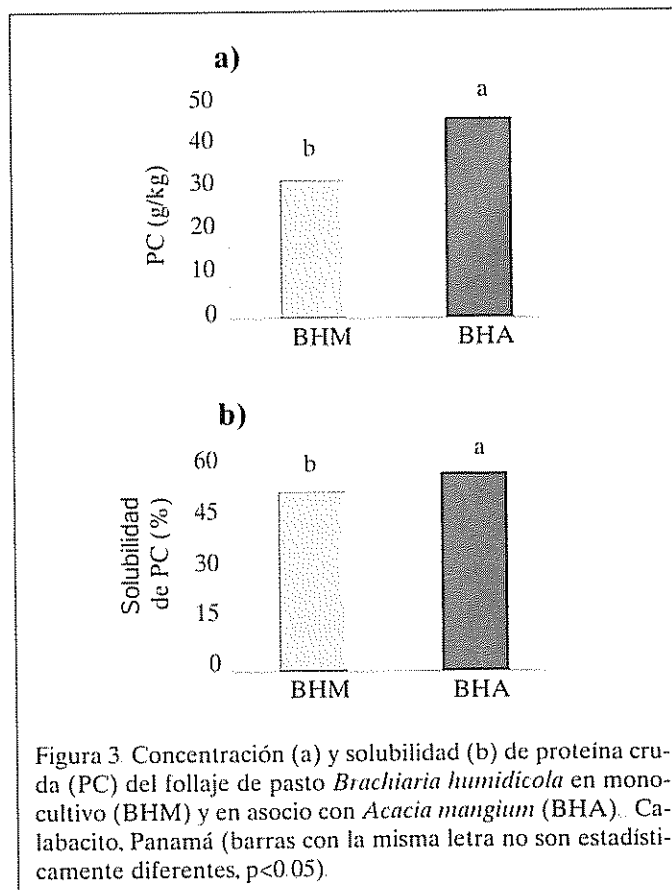 a)
50
40
30
20
10
0
PC (g/kg)
b
a
BHM
BHA
b)
60
45
30
15
0
Solubilidad
de PC (%)
b
a
BHM
BHA
Figura 3. Concentración (a) y solubilidad (b) de proteína cru-
da (PC) del follaje de pasto Brachiaria humidicola en mono-
cultivo (BHM) y en asocio con Acacia mangium (BHA). Ca-
labacito, Panamá (barras con la misma letra no son estadísti-
camente diferentes, p<0.05).